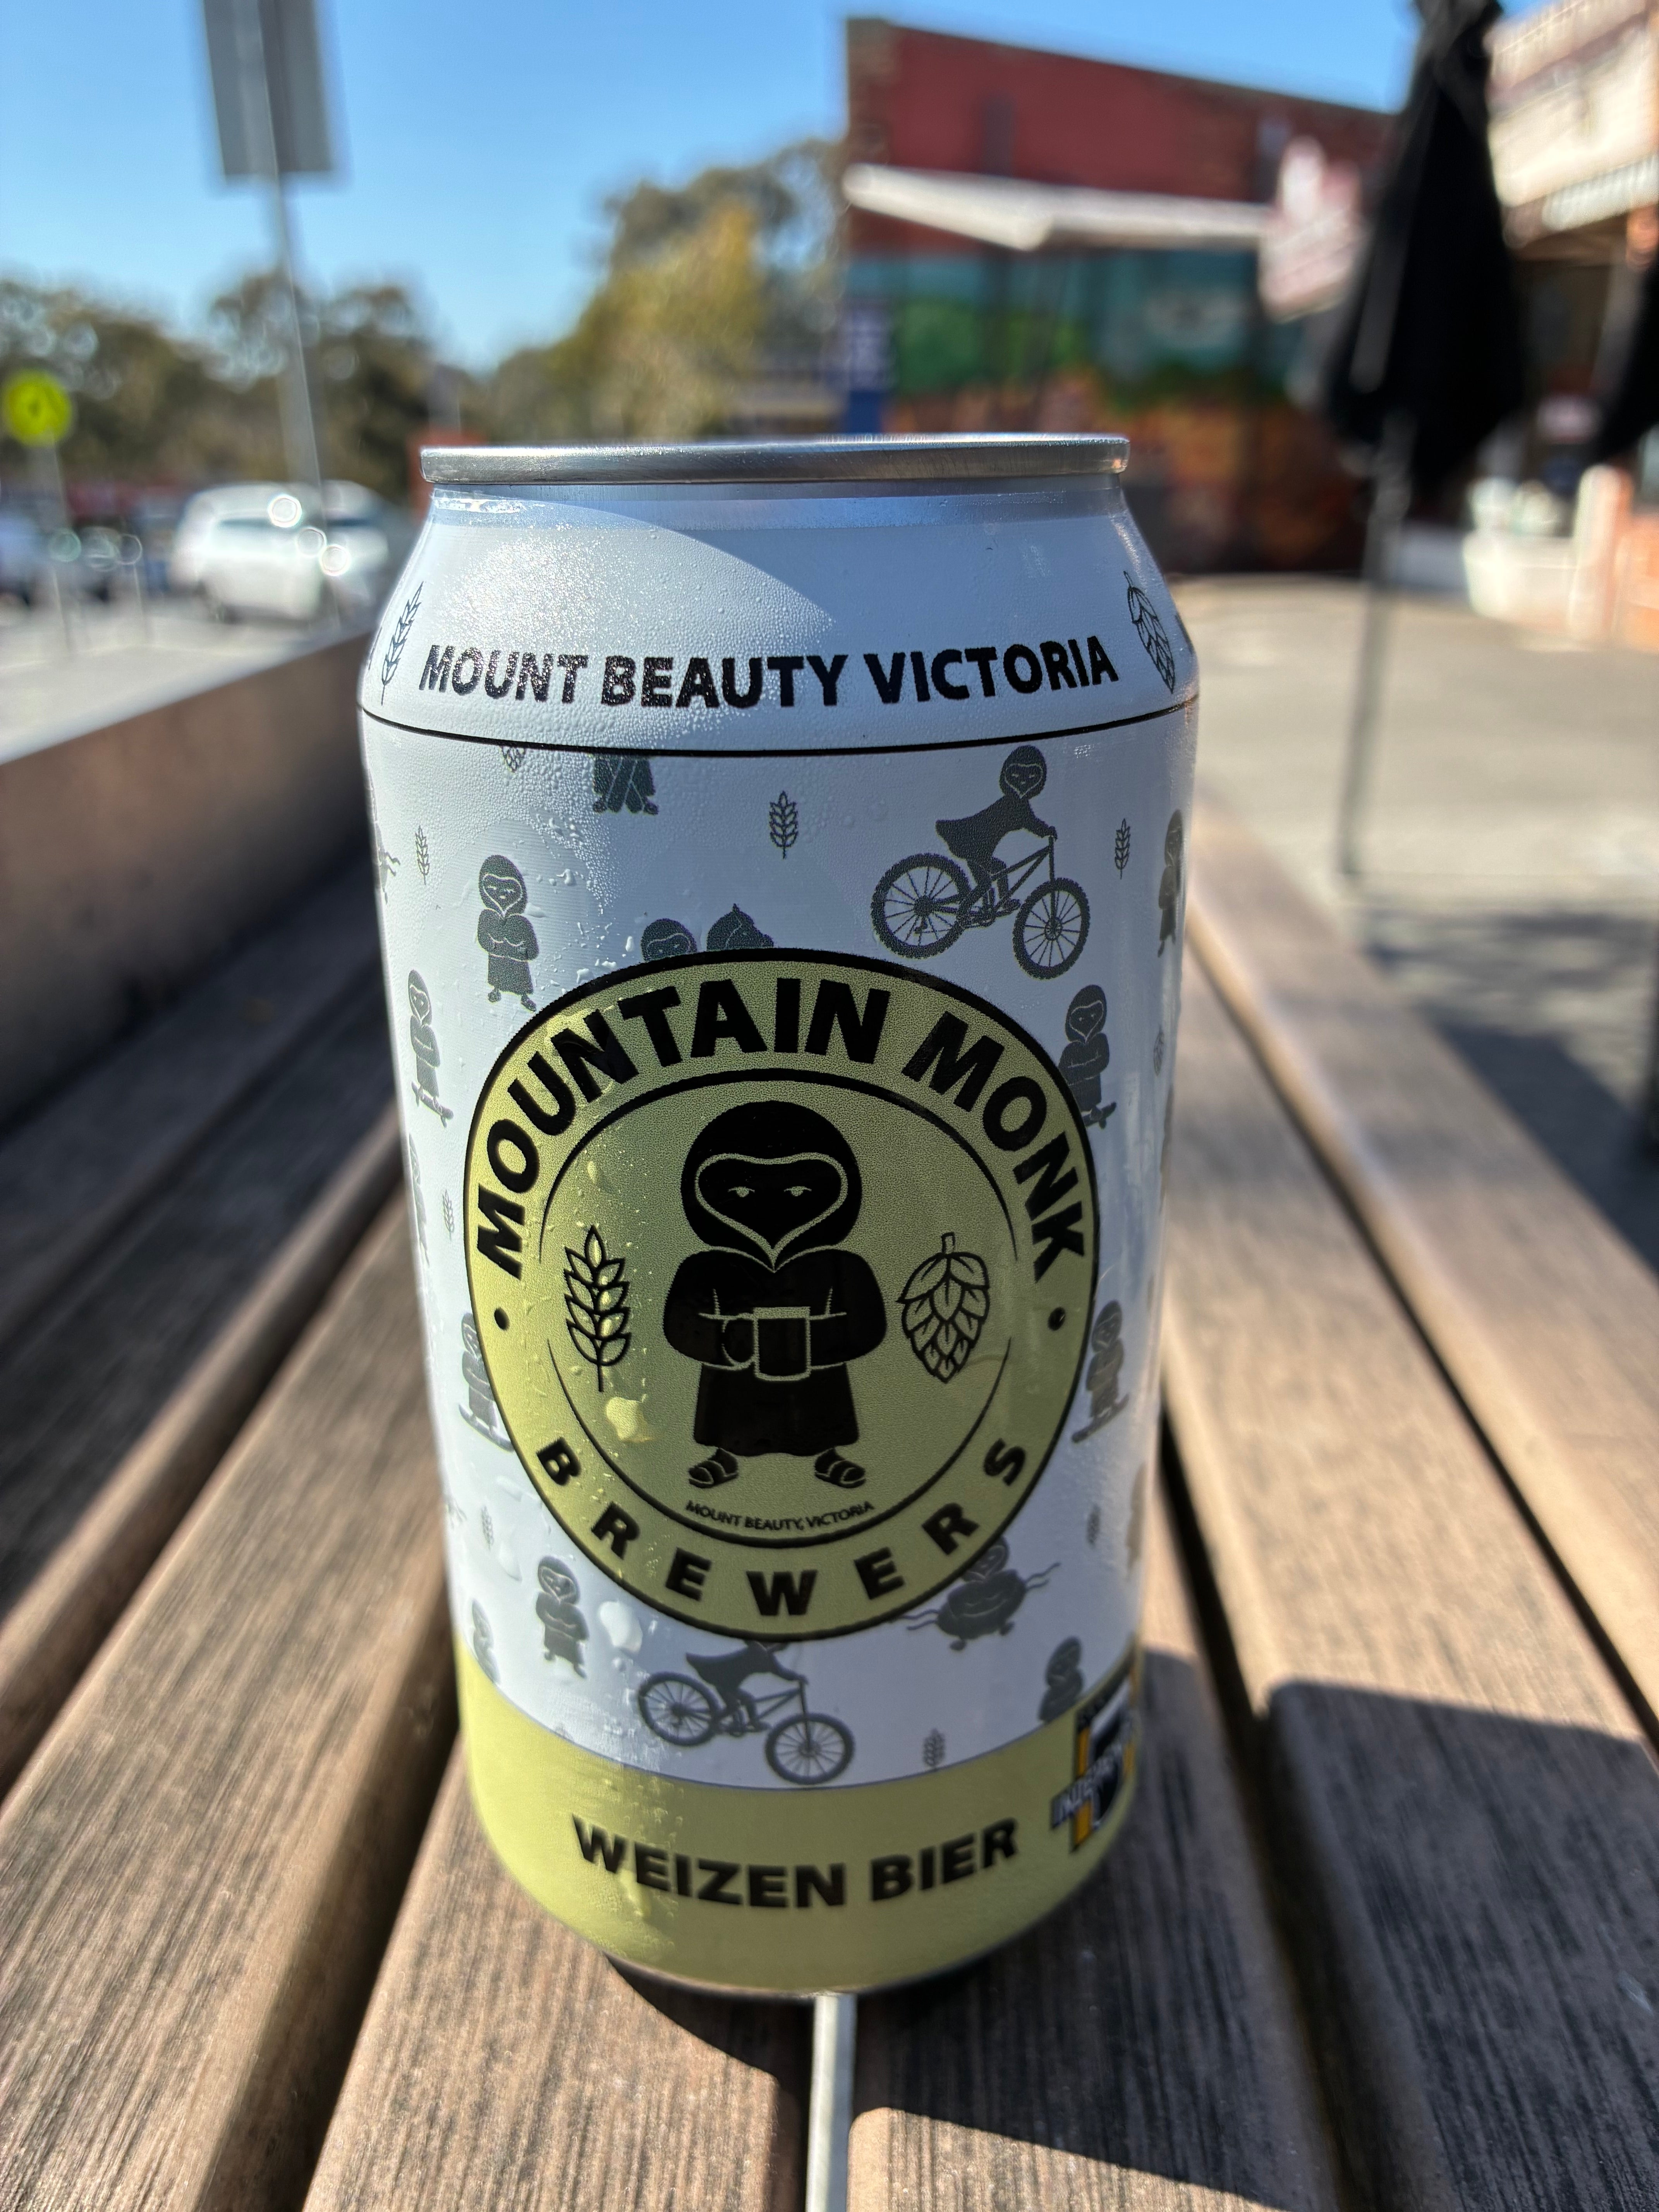 MOUNT BEAUTY VICTORIA
MOUNTAIN MONK
MOUNT BEAUTY, VICTORIA
BREWERS
WEIZEN BIER